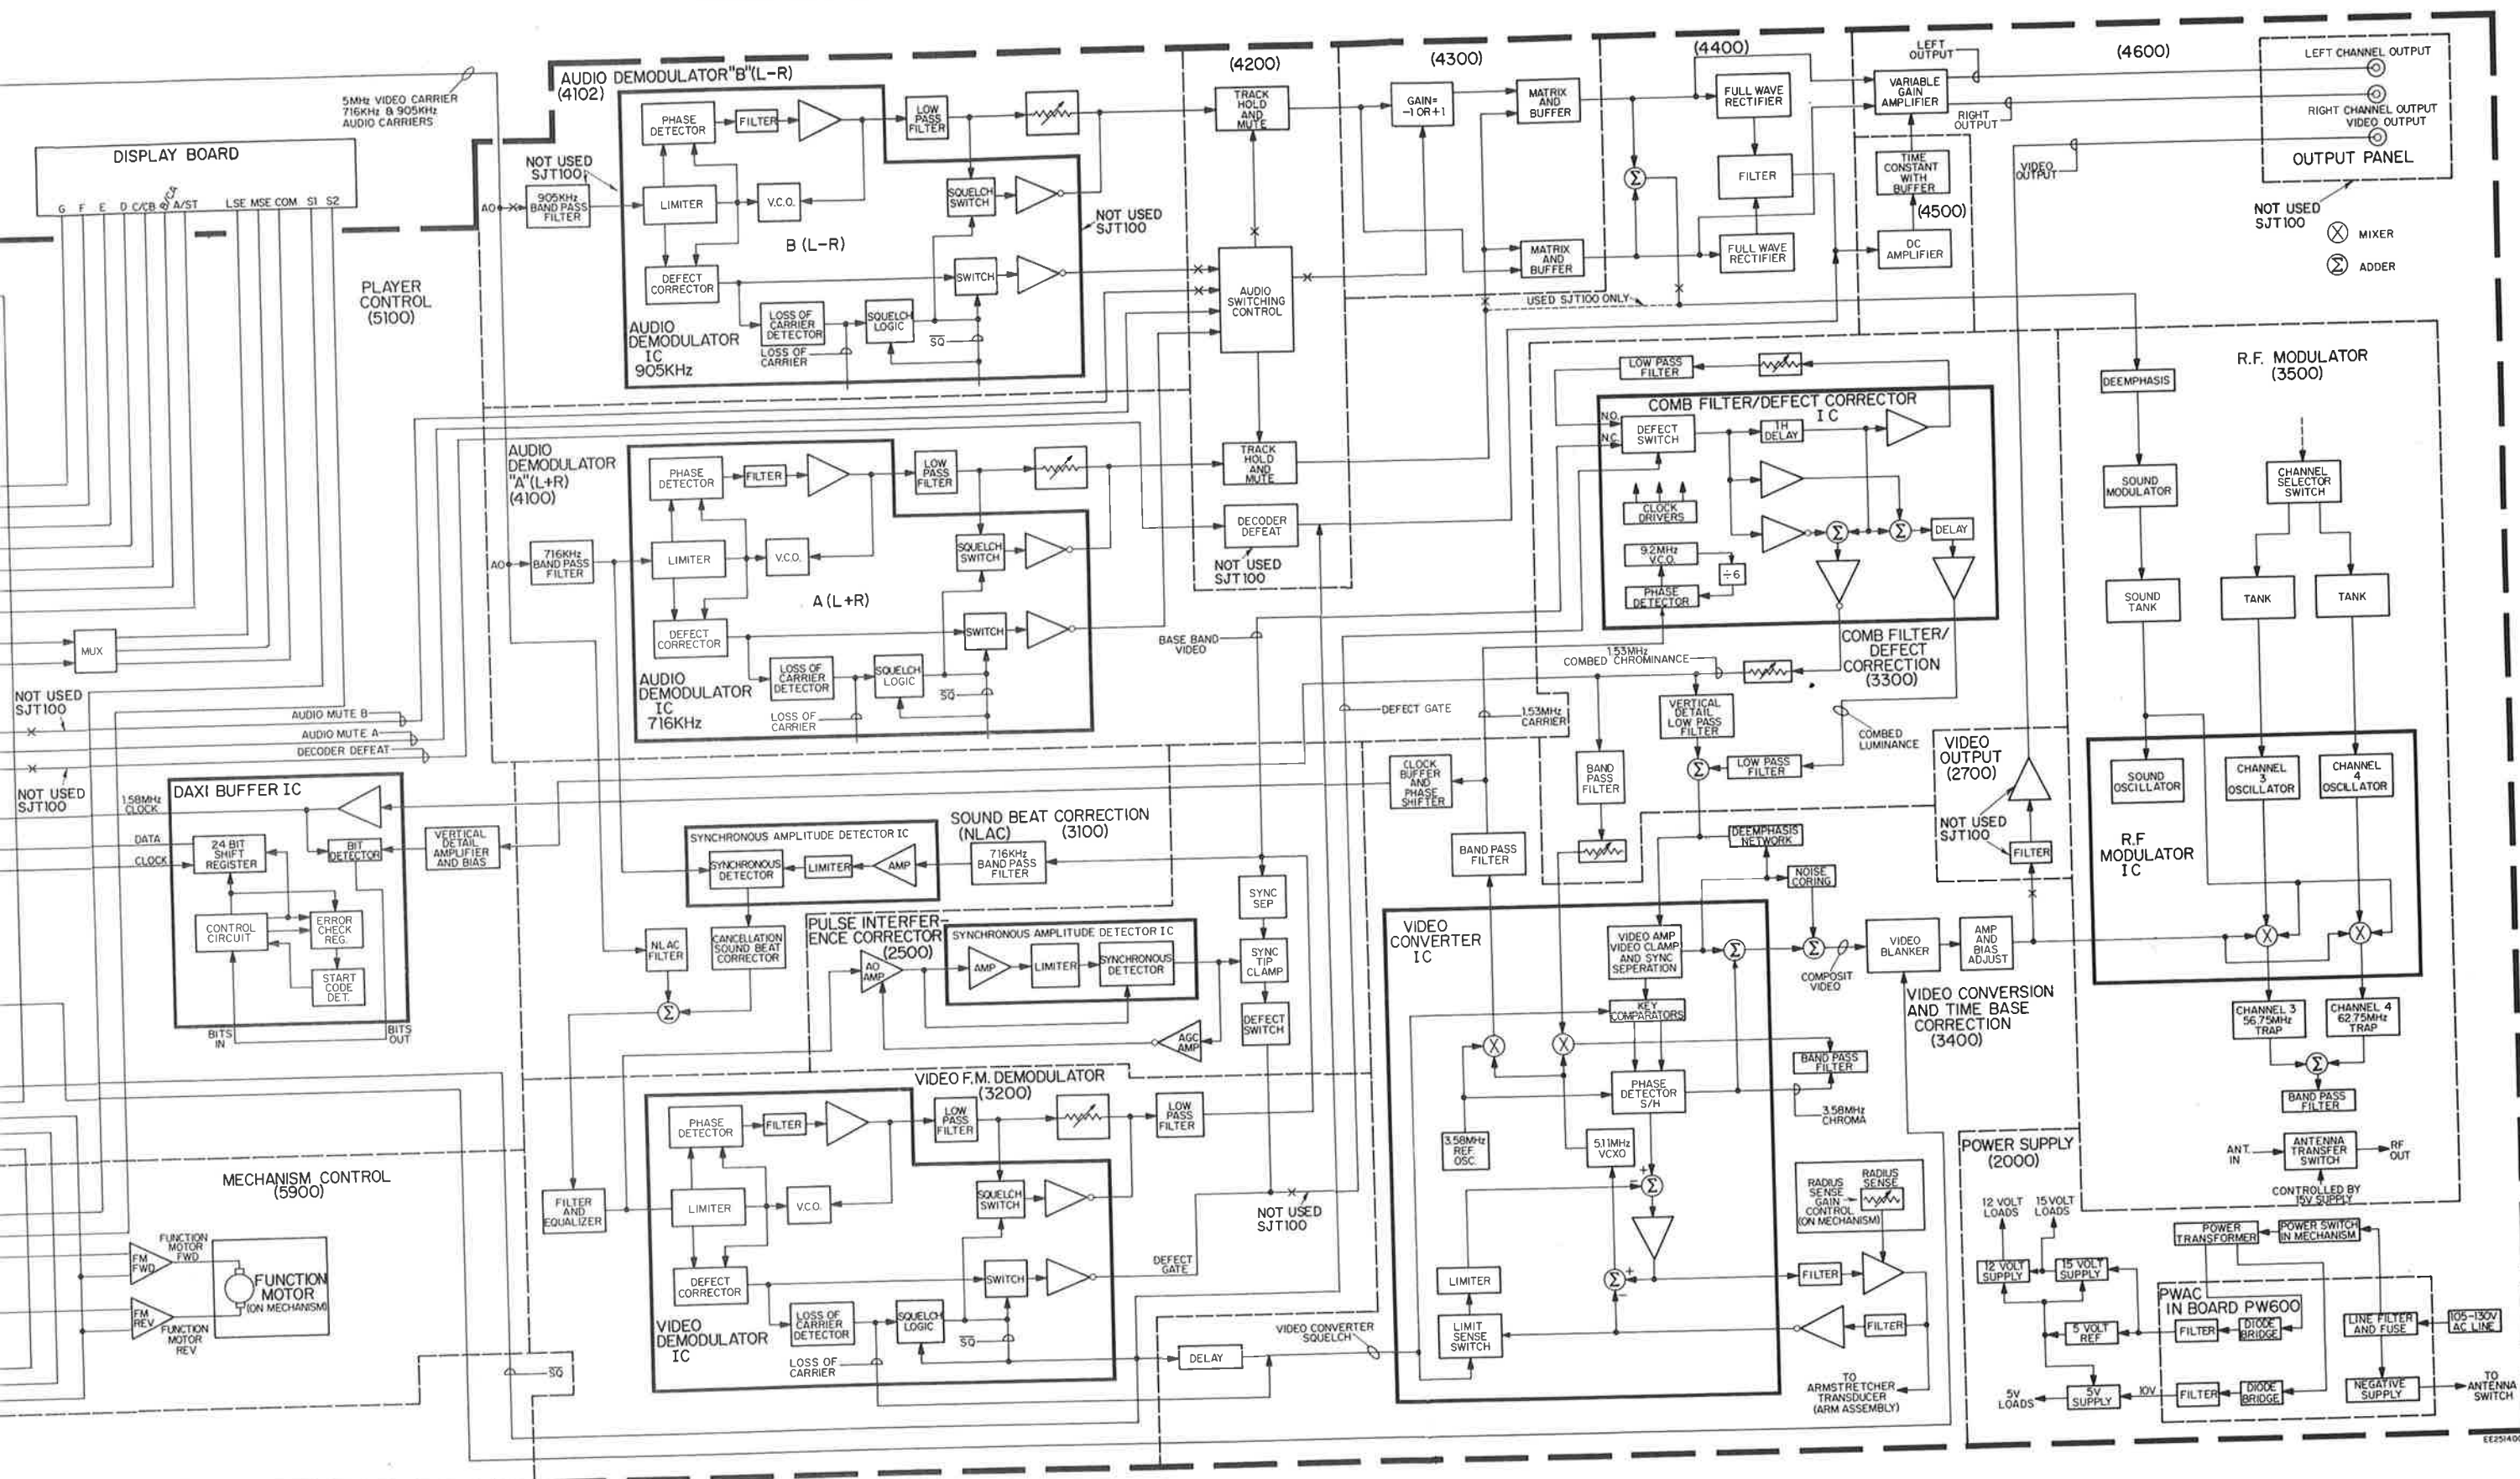 5MHz VIDEO CARRIER
716KHz & 905KHz
AUDIO CARRIERS
DISPLAY BOARD
G F E D C/CB B/CA A/ST LSE MSE COM S1 S2
PLAYER
CONTROL
(5100)
MUX
NOT USED
SJT100
AUDIO MUTE B
AUDIO MUTE A
DECODER DEFEAT
NOT USED
SJT100
DAXI BUFFER IC
1.58MHz
CLOCK
DATA
CLOCK
24 BIT
SHIFT
REGISTER
BIT
DETECTOR
CONTROL
CIRCUIT
ERROR
CHECK
REG.
START
CODE
DET.
BITS
IN
BITS
OUT
VERTICAL
DETAIL
AMPLIFIER
AND BIAS
MECHANISM CONTROL
(5900)
FM
FWD
FUNCTION
MOTOR
FWD
FM
REV
FUNCTION
MOTOR
REV
FUNCTION
MOTOR
(ON MECHANISM)
SQ
AUDIO DEMODULATOR "B" (L-R)
(4102)
NOT USED
SJT100
AO
905KHz
BAND PASS
FILTER
PHASE
DETECTOR
FILTER
LIMITER
V.C.O.
B (L-R)
DEFECT
CORRECTOR
LOSS OF
CARRIER
DETECTOR
SQUELCH
LOGIC
LOSS OF
CARRIER
SQ
AUDIO
DEMODULATOR
IC
905KHz
LOW
PASS
FILTER
SQUELCH
SWITCH
SWITCH
NOT USED
SJT100
AUDIO
DEMODULATOR
"A" (L+R)
(4100)
AO
716KHz
BAND PASS
FILTER
PHASE
DETECTOR
FILTER
LIMITER
V.C.O.
A (L+R)
DEFECT
CORRECTOR
LOSS OF
CARRIER
DETECTOR
SQUELCH
LOGIC
LOSS OF
CARRIER
SQ
AUDIO
DEMODULATOR
IC
716KHz
LOW
PASS
FILTER
SQUELCH
SWITCH
SWITCH
(4200)
TRACK
HOLD
AND
MUTE
AUDIO
SWITCHING
CONTROL
TRACK
HOLD
AND
MUTE
DECODER
DEFEAT
NOT USED
SJT100
(4300)
GAIN=
-1 OR +1
MATRIX
AND
BUFFER
MATRIX
AND
BUFFER
USED SJT100 ONLY
(4400)
Σ
FULL WAVE
RECTIFIER
FILTER
FULL WAVE
RECTIFIER
LEFT
OUTPUT
VARIABLE
GAIN
AMPLIFIER
RIGHT
OUTPUT
TIME
CONSTANT
WITH
BUFFER
(4500)
DC
AMPLIFIER
(4600)
VIDEO
OUTPUT
LEFT CHANNEL OUTPUT
RIGHT CHANNEL OUTPUT
VIDEO OUTPUT
OUTPUT PANEL
NOT USED
SJT100
MIXER
Σ ADDER
LOW PASS
FILTER
COMB FILTER/DEFECT CORRECTOR
IC
N.O.
N.C.
DEFECT
SWITCH
1H
DELAY
CLOCK
DRIVERS
9.2MHz
V.C.O.
÷6
PHASE
DETECTOR
Σ
Σ
DELAY
COMB FILTER/
DEFECT
CORRECTION
(3300)
BASE BAND
VIDEO
1.53MHz
COMBED CHROMINANCE
DEFECT GATE
1.53MHz
CARRIER
VERTICAL
DETAIL
LOW PASS
FILTER
COMBED
LUMINANCE
Σ
LOW PASS
FILTER
CLOCK
BUFFER
AND
PHASE
SHIFTER
BAND
PASS
FILTER
BAND PASS
FILTER
VIDEO
OUTPUT
(2700)
NOT USED
SJT100
FILTER
R.F. MODULATOR
(3500)
DEEMPHASIS
SOUND
MODULATOR
CHANNEL
SELECTOR
SWITCH
SOUND
TANK
TANK
TANK
SOUND
OSCILLATOR
CHANNEL
3
OSCILLATOR
CHANNEL
4
OSCILLATOR
R.F
MODULATOR
IC
CHANNEL 3
56.75MHz
TRAP
CHANNEL 4
62.75MHz
TRAP
Σ
BAND PASS
FILTER
ANT.
IN
ANTENNA
TRANSFER
SWITCH
RF
OUT
CONTROLLED BY
15V SUPPLY
SOUND BEAT CORRECTION
(NLAC) (3100)
SYNCHRONOUS AMPLITUDE DETECTOR IC
SYNCHRONOUS
DETECTOR
LIMITER
AMP
716KHz
BAND PASS
FILTER
NLAC
FILTER
CANCELLATION
SOUND BEAT
CORRECTOR
Σ
PULSE INTERFER-
ENCE CORRECTOR
(2500)
SYNCHRONOUS AMPLITUDE DETECTOR IC
AO
AMP
AMP
LIMITER
SYNCHRONOUS
DETECTOR
AGC
AMP
SYNC
SEP
SYNC
TIP
CLAMP
DEFECT
SWITCH
VIDEO F.M. DEMODULATOR
(3200)
FILTER
AND
EQUALIZER
PHASE
DETECTOR
FILTER
LIMITER
V.C.O.
DEFECT
CORRECTOR
LOSS OF
CARRIER
DETECTOR
SQUELCH
LOGIC
LOSS OF
CARRIER
SQ
VIDEO
DEMODULATOR
IC
LOW
PASS
FILTER
LOW
PASS
FILTER
SQUELCH
SWITCH
SWITCH
DEFECT
GATE
NOT USED
SJT100
DELAY
VIDEO CONVERTER
SQUELCH
VIDEO
CONVERTER
IC
DEEMPHASIS
NETWORK
NOISE
CORING
VIDEO AMP
VIDEO CLAMP
AND SYNC
SEPERATION
Σ
Σ
COMPOSIT
VIDEO
VIDEO
BLANKER
AMP
AND
BIAS
ADJUST
KEY
COMPARATORS
VIDEO CONVERSION
AND TIME BASE
CORRECTION
(3400)
PHASE
DETECTOR
S/H
BAND PASS
FILTER
3.58MHz
CHROMA
3.58MHz
REF.
OSC.
5.11MHz
VCXO
+
-
Σ
LIMITER
LIMIT
SENSE
SWITCH
Σ
+
-
RADIUS
SENSE
RADIUS
SENSE
GAIN
CONTROL
(ON MECHANISM)
FILTER
FILTER
TO
ARMSTRETCHER
TRANSDUCER
(ARM ASSEMBLY)
POWER SUPPLY
(2000)
12 VOLT
LOADS
15 VOLT
LOADS
12 VOLT
SUPPLY
15 VOLT
SUPPLY
POWER
TRANSFORMER
POWER SWITCH
IN MECHANISM
PWAC
IN BOARD PW600
5 VOLT
REF
FILTER
DIODE
BRIDGE
LINE FILTER
AND FUSE
105-130V
AC LINE
5V
LOADS
5V
SUPPLY
10V
FILTER
DIODE
BRIDGE
NEGATIVE
SUPPLY
TO
ANTENNA
SWITCH